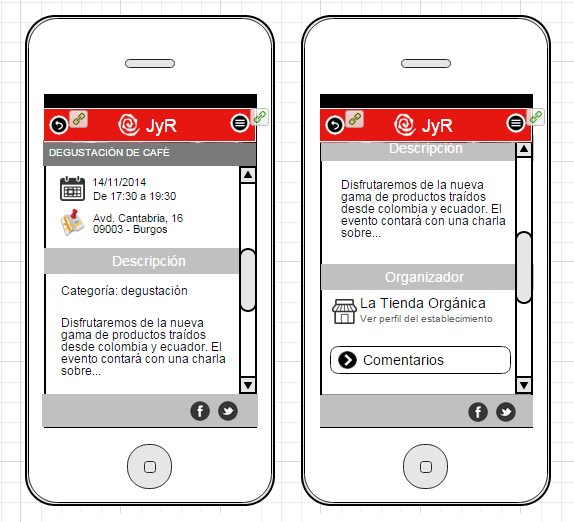 JyR
DEGUSTACIÓN DE CAFÉ
14/11/2014
De 17:30 a 19:30
Avd. Cantabria, 16
09003 - Burgos
Descripción
Categoría: degustación
Disfrutaremos de la nueva
gama de productos traídos
desde colombia y ecuador. El
evento contará con una charla
sobre...
JyR
Descripción
Disfrutaremos de la nueva
gama de productos traídos
desde colombia y ecuador. El
evento contará con una charla
sobre...
Organizador
La Tienda Orgánica
Ver perfil del establecimiento
Comentarios